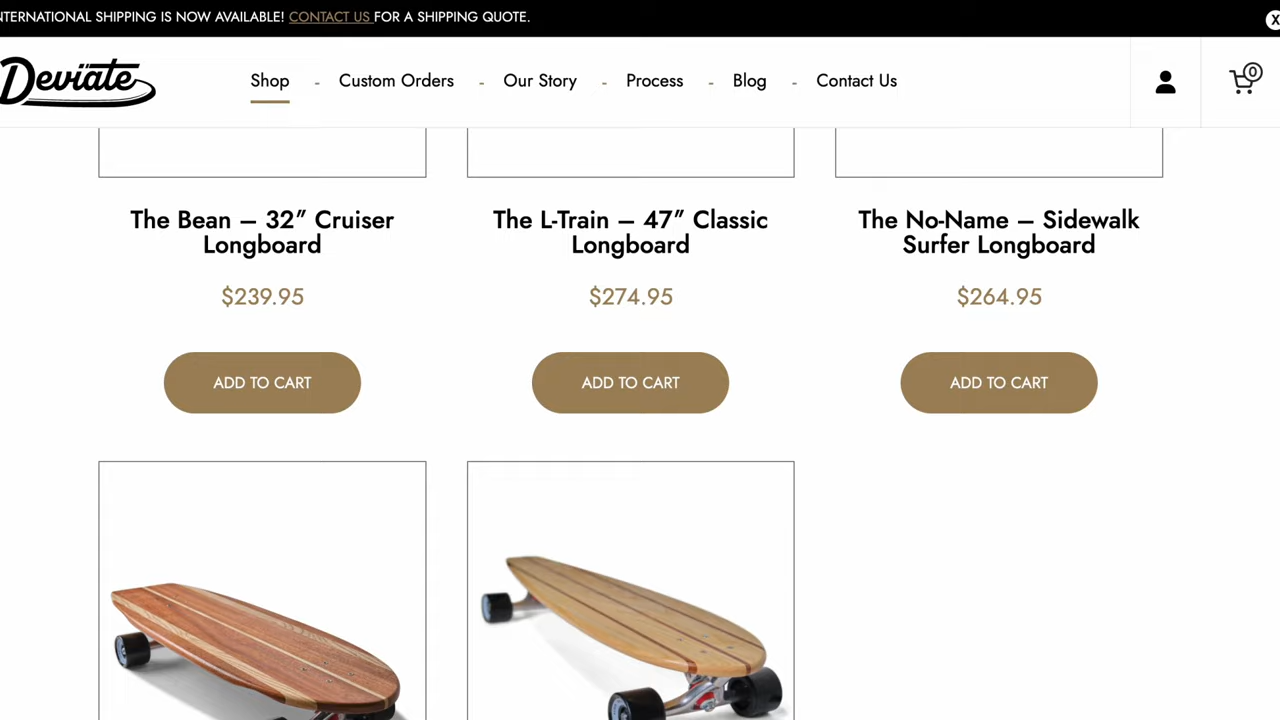 NTERNATIONAL SHIPPING IS NOW AVAILABLE! CONTACT US FOR A SHIPPING QUOTE.
X
Deviate
Shop - Custom Orders - Our Story - Process - Blog - Contact Us
0
The Bean – 32” Cruiser
Longboard
The L-Train – 47” Classic
Longboard
The No-Name – Sidewalk
Surfer Longboard
$239.95
$274.95
$264.95
ADD TO CART
ADD TO CART
ADD TO CART